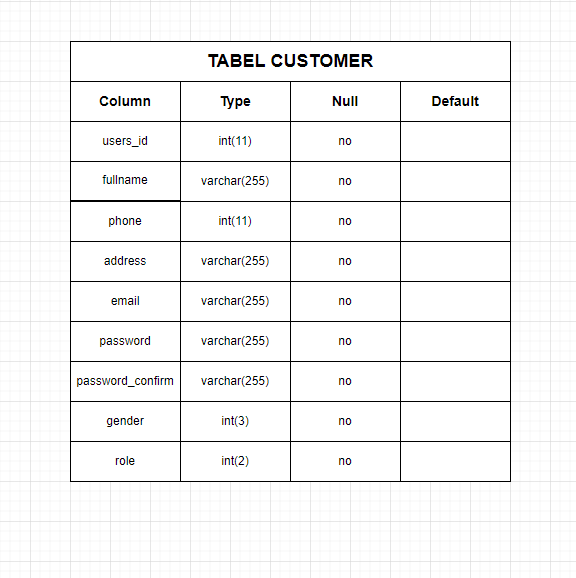 TABEL CUSTOMER
Column Type Null Default
users_id int(11) no
fullname varchar(255) no
phone int(11) no
address varchar(255) no
email varchar(255) no
password varchar(255) no
password_confirm varchar(255) no
gender int(3) no
role int(2) no